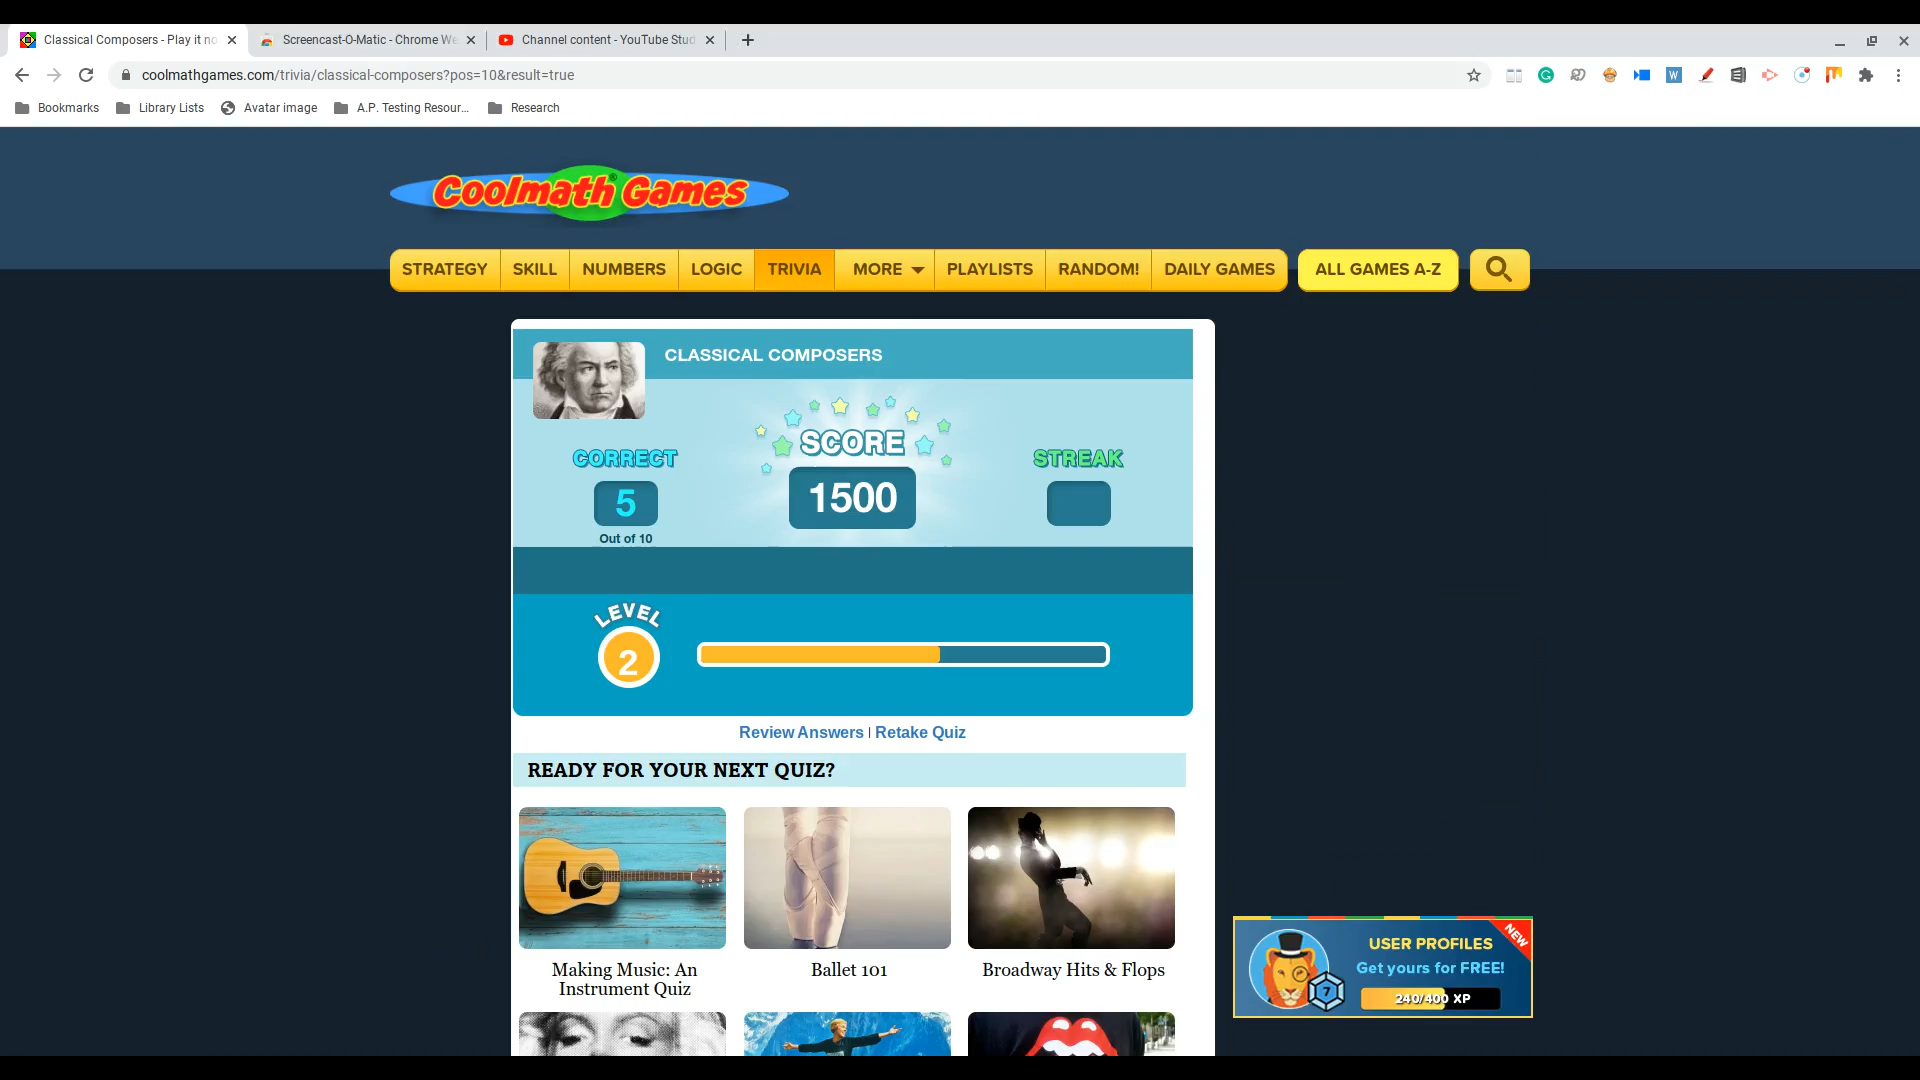 Classical Composers - Play it no
Screencast-O-Matic - Chrome We
Channel content - YouTube Stud
coolmathgames.com/trivia/classical-composers?pos=10&result=true
Bookmarks
Library Lists
Avatar image
A.P. Testing Resour...
Research
Coolmath® Games
STRATEGY
SKILL
NUMBERS
LOGIC
TRIVIA
MORE
PLAYLISTS
RANDOM!
DAILY GAMES
ALL GAMES A-Z
CLASSICAL COMPOSERS
CORRECT
5
Out of 10
SCORE
1500
STREAK
LEVEL
2
Review Answers | Retake Quiz
READY FOR YOUR NEXT QUIZ?
Making Music: An
Instrument Quiz
Ballet 101
Broadway Hits & Flops
USER PROFILES
NEW
Get yours for FREE!
7
240/400 XP